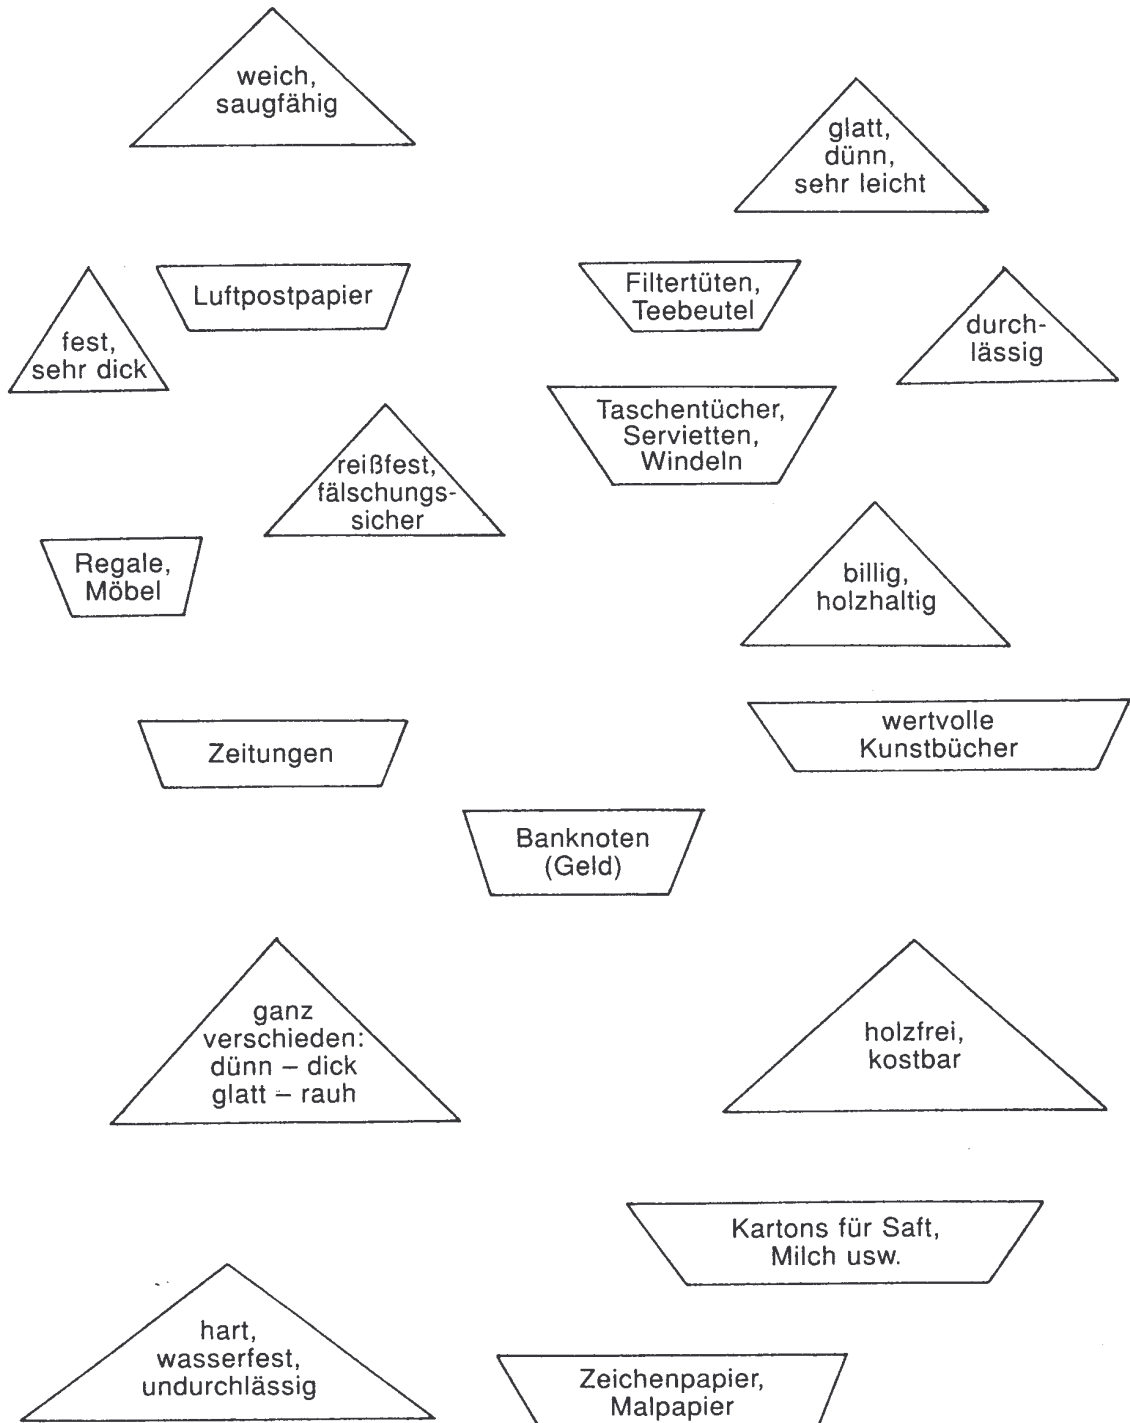 weich,
saugfähig
glatt,
dünn,
sehr leicht
Luftpostpapier
Filtertüten,
Teebeutel
fest,
sehr dick
durch-
lässig
Taschentücher,
Servietten,
Windeln
reißfest,
fälschungs-
sicher
Regale,
Möbel
billig,
holzhaltig
Zeitungen
wertvolle
Kunstbücher
Banknoten
(Geld)
ganz
verschieden:
dünn – dick
glatt – rauh
holzfrei,
kostbar
Kartons für Saft,
Milch usw.
hart,
wasserfest,
undurchlässig
Zeichenpapier,
Malpapier